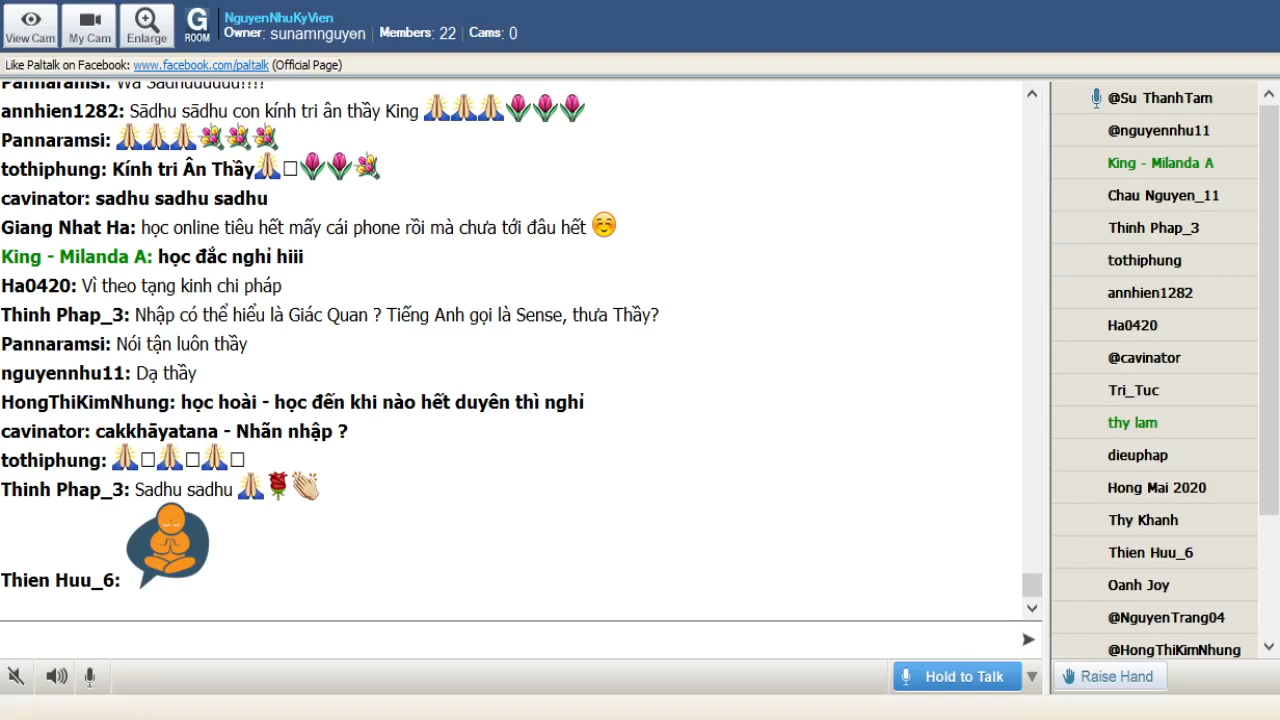 View Cam
My Cam
Enlarge
G
ROOM
NguyenNhuKyVien
Owner: sunamnguyen | Members: 22 | Cams: 0
Like Paltalk on Facebook: www.facebook.com/paltalk (Official Page)
Pannaramsi: Wa Sadhuuuuuu!!!!
annhien1282: Sādhu sādhu con kính tri ân thầy King
Pannaramsi:
tothiphung: Kính tri Ân Thầy
cavinator: sadhu sadhu sadhu
Giang Nhat Ha: học online tiêu hết mấy cái phone rồi mà chưa tới đâu hết
King - Milanda A: học đắc nghỉ hiii
Ha0420: Vì theo tạng kinh chi pháp
Thinh Phap_3: Nhập có thể hiểu là Giác Quan ? Tiếng Anh gọi là Sense, thưa Thầy?
Pannaramsi: Nói tận luôn thầy
nguyennhu11: Dạ thầy
HongThiKimNhung: học hoài - học đến khi nào hết duyên thì nghỉ
cavinator: cakkhāyatana - Nhãn nhập ?
tothiphung:
Thinh Phap_3: Sadhu sadhu
Thien Huu_6:
Hold to Talk
@Su ThanhTam
@nguyennhu11
King - Milanda A
Chau Nguyen_11
Thinh Phap_3
tothiphung
annhien1282
Ha0420
@cavinator
Tri_Tuc
thy lam
dieuphap
Hong Mai 2020
Thy Khanh
Thien Huu_6
Oanh Joy
@NguyenTrang04
@HongThiKimNhung
Raise Hand